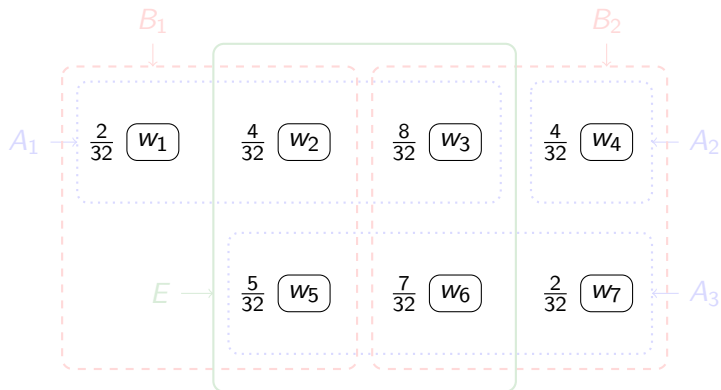 B₁ B₂
A₁ 2/32 w₁ 4/32 w₂ 8/32 w₃ 4/32 w₄ A₂
E 5/32 w₅ 7/32 w₆ 2/32 w₇ A₃